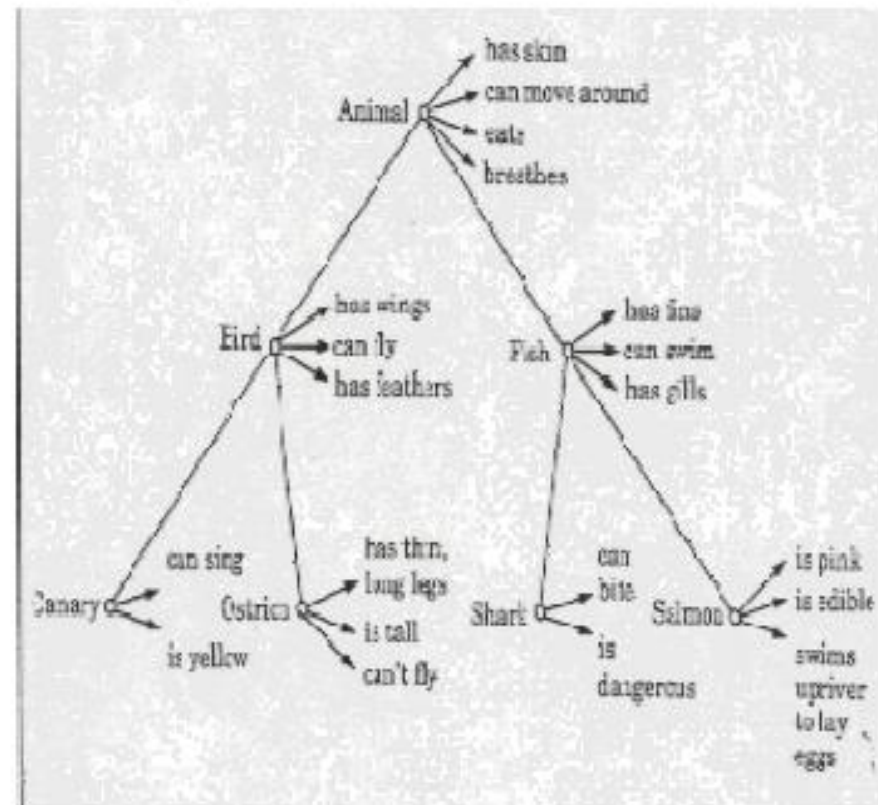 has skin
Animal
can move around
eats
breathes
Bird
has wings
can fly
has feathers
Fish
has fins
can swim
has gills
Canary
can sing
is yellow
Ostrich
has thin,
long legs
is tall
can't fly
Shark
can
bite
is
dangerous
Salmon
is pink
is edible
swims
upriver
to lay
eggs